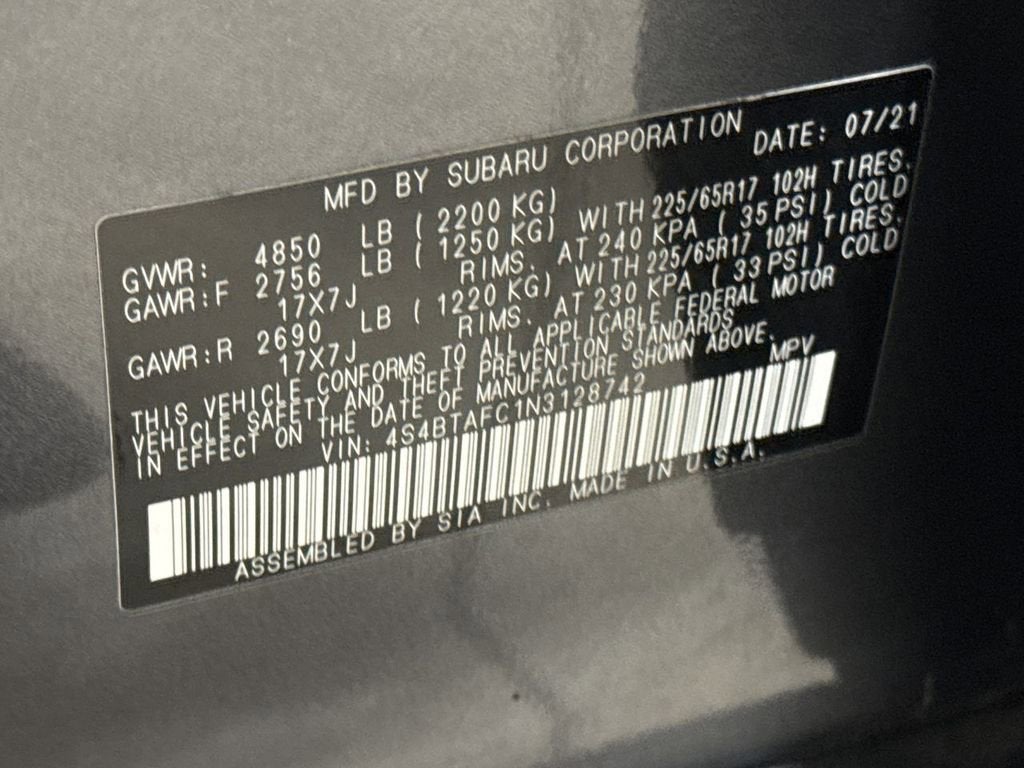 MFD BY SUBARU CORPORATION DATE: 07/21
GVWR: 4850 LB ( 2200 KG)
GAWR:F 2756 LB ( 1250 KG) WITH 225/65R17 102H TIRES.
17X7J RIMS. AT 240 KPA ( 35 PSI) COLD
GAWR:R 2690 LB ( 1220 KG) WITH 225/65R17 102H TIRES.
17X7J RIMS. AT 230 KPA ( 33 PSI) COLD
THIS VEHICLE CONFORMS TO ALL APPLICABLE FEDERAL MOTOR
VEHICLE SAFETY AND THEFT PREVENTION STANDARDS
IN EFFECT ON THE DATE OF MANUFACTURE SHOWN ABOVE.
VIN: 4S4BTAFC1N3128742 MPV
ASSEMBLED BY SIA INC. MADE IN U.S.A.